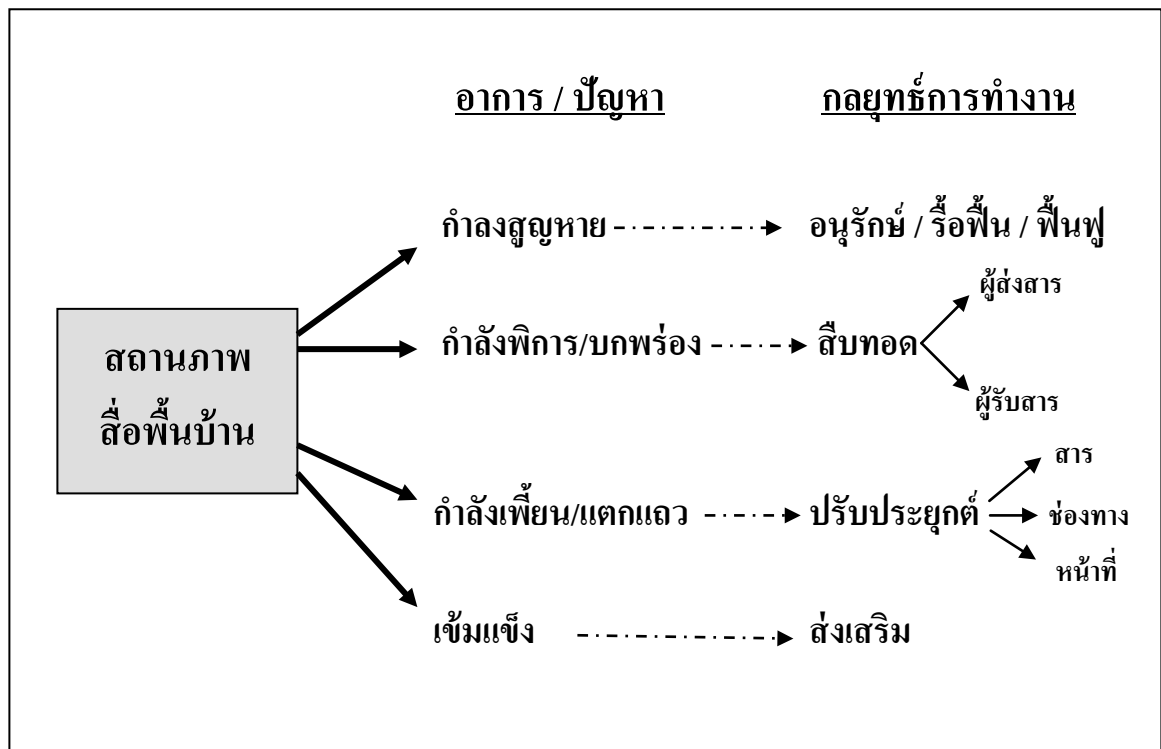 อาการ / ปัญหา กลยุทธ์การทำงาน
กำลงสูญหาย อนุรักษ์ / รื้อฟื้น / ฟื้นฟู
ผู้ส่งสาร
สถานภาพ
สื่อพื้นบ้าน
กำลังพิการ/บกพร่อง สืบทอด
ผู้รับสาร
สาร
กำลังเพี้ยน/แตกแถว ปรับประยุกต์ ช่องทาง
หน้าที่
เข้มแข็ง ส่งเสริม